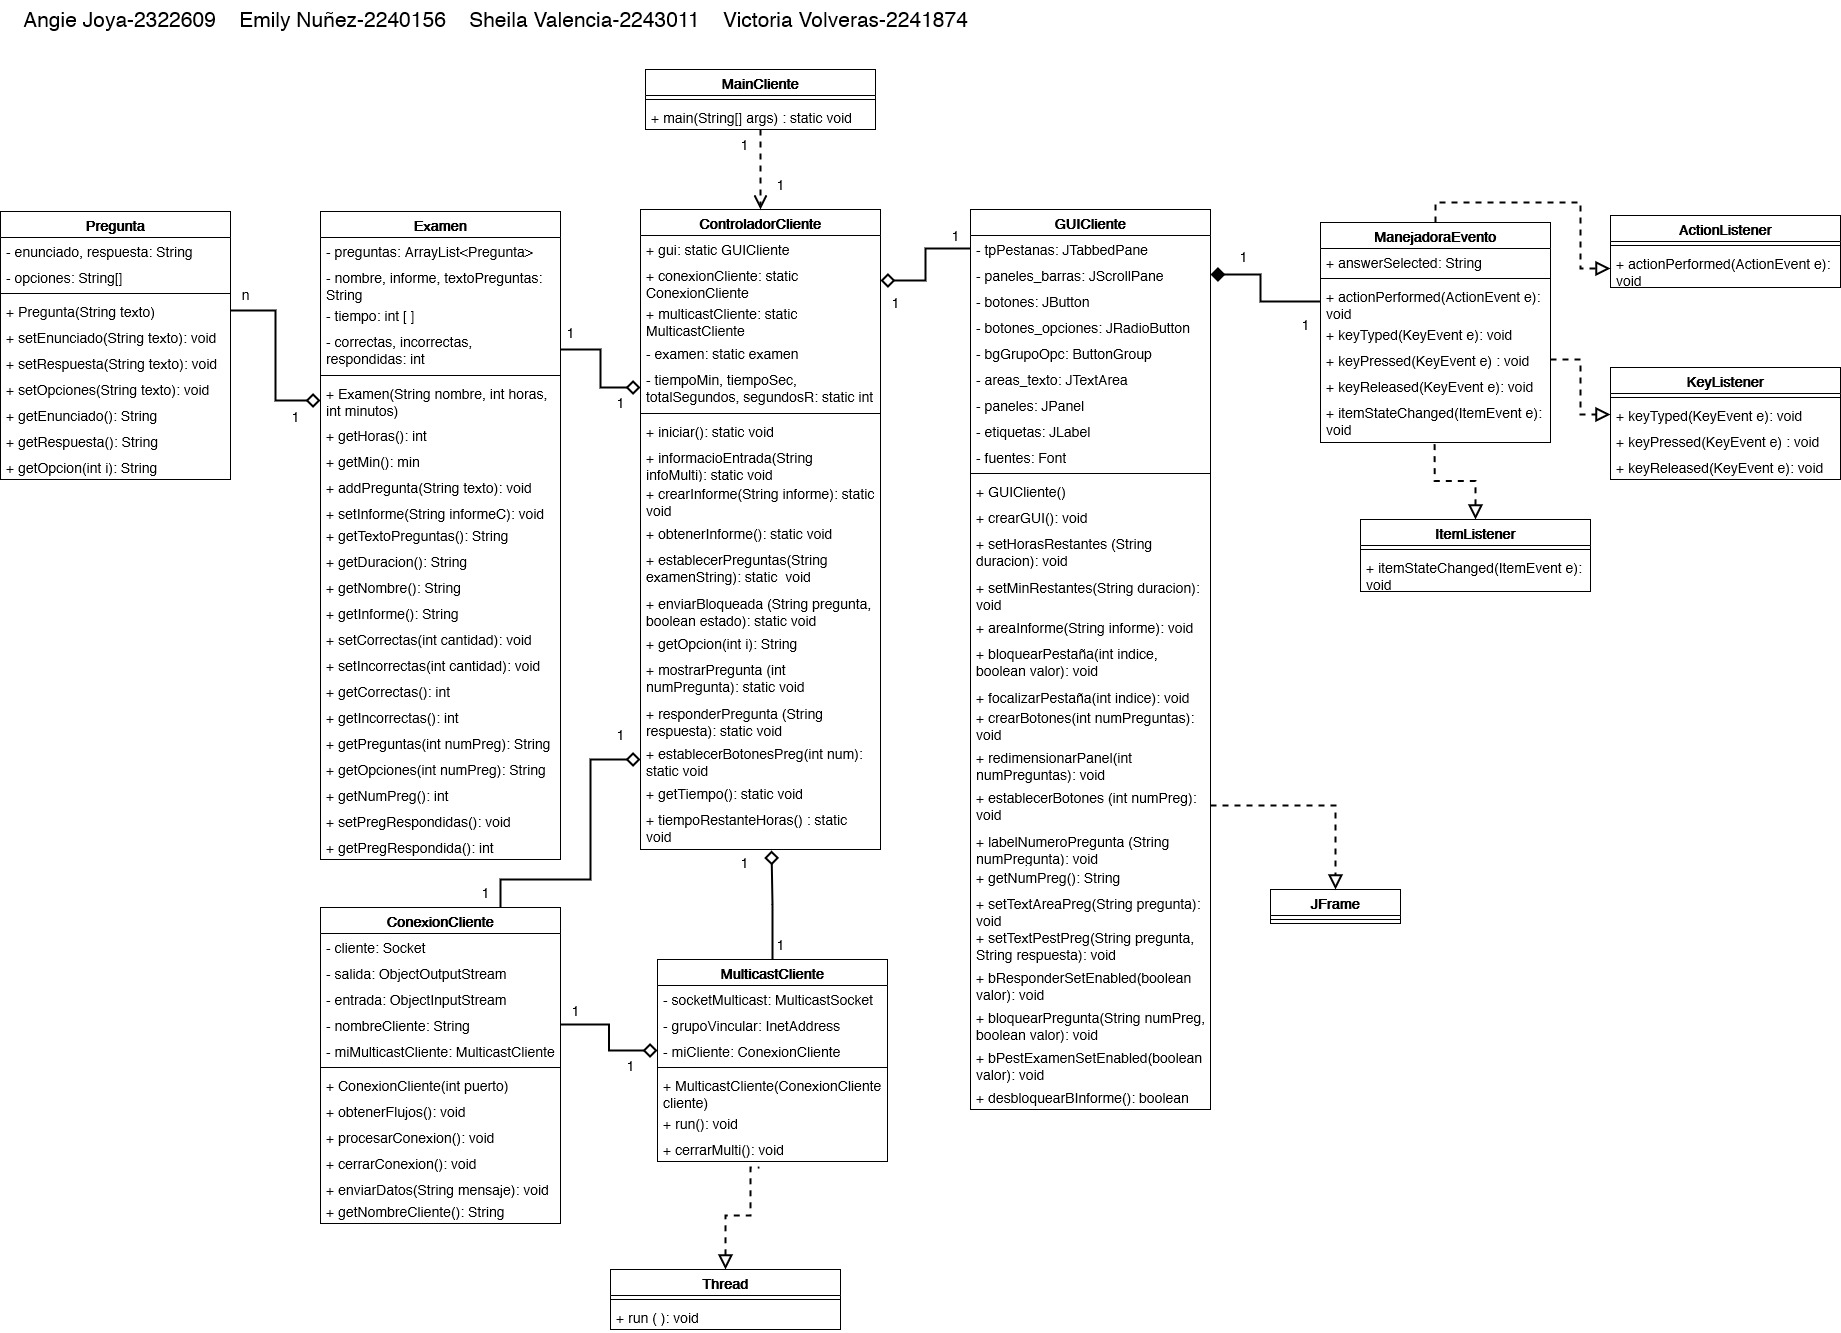 Angie Joya-2322609    Emily Nuñez-2240156    Sheila Valencia-2243011    Victoria Volveras-2241874
MainCliente
+ main(String[] args) : static void
1
1
Pregunta
- enunciado, respuesta: String
- opciones: String[]
+ Pregunta(String texto)
+ setEnunciado(String texto): void
+ setRespuesta(String texto): void
+ setOpciones(String texto): void
+ getEnunciado(): String
+ getRespuesta(): String
+ getOpcion(int i): String
n
1
Examen
- preguntas: ArrayList<Pregunta>
- nombre, informe, textoPreguntas:
String
- tiempo: int [ ]
- correctas, incorrectas,
respondidas: int
+ Examen(String nombre, int horas,
int minutos)
+ getHoras(): int
+ getMin(): min
+ addPregunta(String texto): void
+ setInforme(String informeC): void
+ getTextoPreguntas(): String
+ getDuracion(): String
+ getNombre(): String
+ getInforme(): String
+ setCorrectas(int cantidad): void
+ setIncorrectas(int cantidad): void
+ getCorrectas(): int
+ getIncorrectas(): int
+ getPreguntas(int numPreg): String
+ getOpciones(int numPreg): String
+ getNumPreg(): int
+ setPregRespondidas(): void
+ getPregRespondida(): int
1
1
ControladorCliente
+ gui: static GUICliente
+ conexionCliente: static
ConexionCliente
+ multicastCliente: static
MulticastCliente
- examen: static examen
- tiempoMin, tiempoSec,
totalSegundos, segundosR: static int
+ iniciar(): static void
+ informacioEntrada(String
infoMulti): static void
+ crearInforme(String informe): static
void
+ obtenerInforme(): static void
+ establecerPreguntas(String
examenString): static  void
+ enviarBloqueada (String pregunta,
boolean estado): static void
+ getOpcion(int i): String
+ mostrarPregunta (int
numPregunta): static void
+ responderPregunta (String
respuesta): static void
+ establecerBotonesPreg(int num):
static void
+ getTiempo(): static void
+ tiempoRestanteHoras() : static
void
1
1
1
1
1
1
GUICliente
- tpPestanas: JTabbedPane
- paneles_barras: JScrollPane
- botones: JButton
- botones_opciones: JRadioButton
- bgGrupoOpc: ButtonGroup
- areas_texto: JTextArea
- paneles: JPanel
- etiquetas: JLabel
- fuentes: Font
+ GUICliente()
+ crearGUI(): void
+ setHorasRestantes (String
duracion): void
+ setMinRestantes(String duracion):
void
+ areaInforme(String informe): void
+ bloquearPestaña(int indice,
boolean valor): void
+ focalizarPestaña(int indice): void
+ crearBotones(int numPreguntas):
void
+ redimensionarPanel(int
numPreguntas): void
+ establecerBotones (int numPreg):
void
+ labelNumeroPregunta (String
numPregunta): void
+ getNumPreg(): String
+ setTextAreaPreg(String pregunta):
void
+ setTextPestPreg(String pregunta,
String respuesta): void
+ bResponderSetEnabled(boolean
valor): void
+ bloquearPregunta(String numPreg,
boolean valor): void
+ bPestExamenSetEnabled(boolean
valor): void
+ desbloquearBInforme(): boolean
1
1
ManejadoraEvento
+ answerSelected: String
+ actionPerformed(ActionEvent e):
void
+ keyTyped(KeyEvent e): void
+ keyPressed(KeyEvent e) : void
+ keyReleased(KeyEvent e): void
+ itemStateChanged(ItemEvent e):
void
ActionListener
+ actionPerformed(ActionEvent e):
void
KeyListener
+ keyTyped(KeyEvent e): void
+ keyPressed(KeyEvent e) : void
+ keyReleased(KeyEvent e): void
ItemListener
+ itemStateChanged(ItemEvent e):
void
JFrame
ConexionCliente
- cliente: Socket
- salida: ObjectOutputStream
- entrada: ObjectInputStream
- nombreCliente: String
- miMulticastCliente: MulticastCliente
+ ConexionCliente(int puerto)
+ obtenerFlujos(): void
+ procesarConexion(): void
+ cerrarConexion(): void
+ enviarDatos(String mensaje): void
+ getNombreCliente(): String
1
1
MulticastCliente
- socketMulticast: MulticastSocket
- grupoVincular: InetAddress
- miCliente: ConexionCliente
+ MulticastCliente(ConexionCliente
cliente)
+ run(): void
+ cerrarMulti(): void
Thread
+ run ( ): void